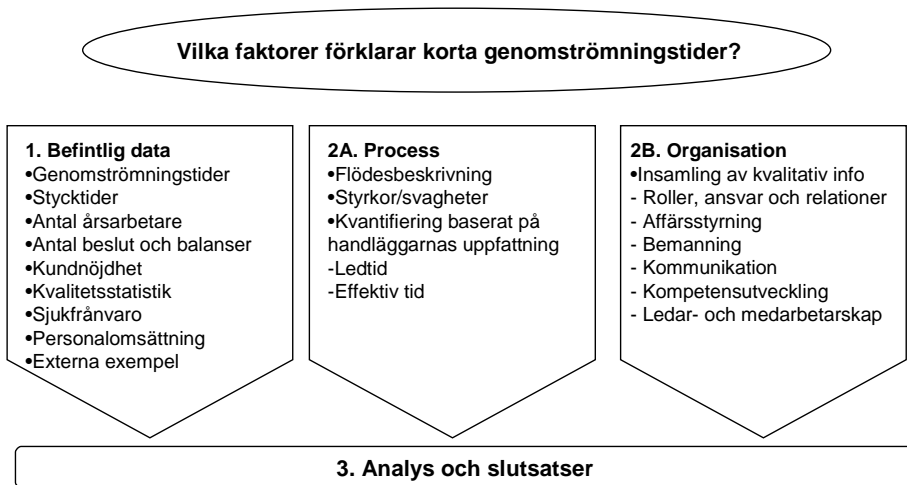 Vilka faktorer förklarar korta genomströmningstider?
1. Befintlig data
•Genomströmningstider
•Stycktider
•Antal årsarbetare
•Antal beslut och balanser
•Kundnöjdhet
•Kvalitetsstatistik
•Sjukfrånvaro
•Personalomsättning
•Externa exempel
2A. Process
•Flödesbeskrivning
•Styrkor/svagheter
•Kvantifiering baserat på
handläggarnas uppfattning
-Ledtid
-Effektiv tid
2B. Organisation
•Insamling av kvalitativ info
- Roller, ansvar och relationer
- Affärsstyrning
- Bemanning
- Kommunikation
- Kompetensutveckling
- Ledar- och medarbetarskap
3. Analys och slutsatser